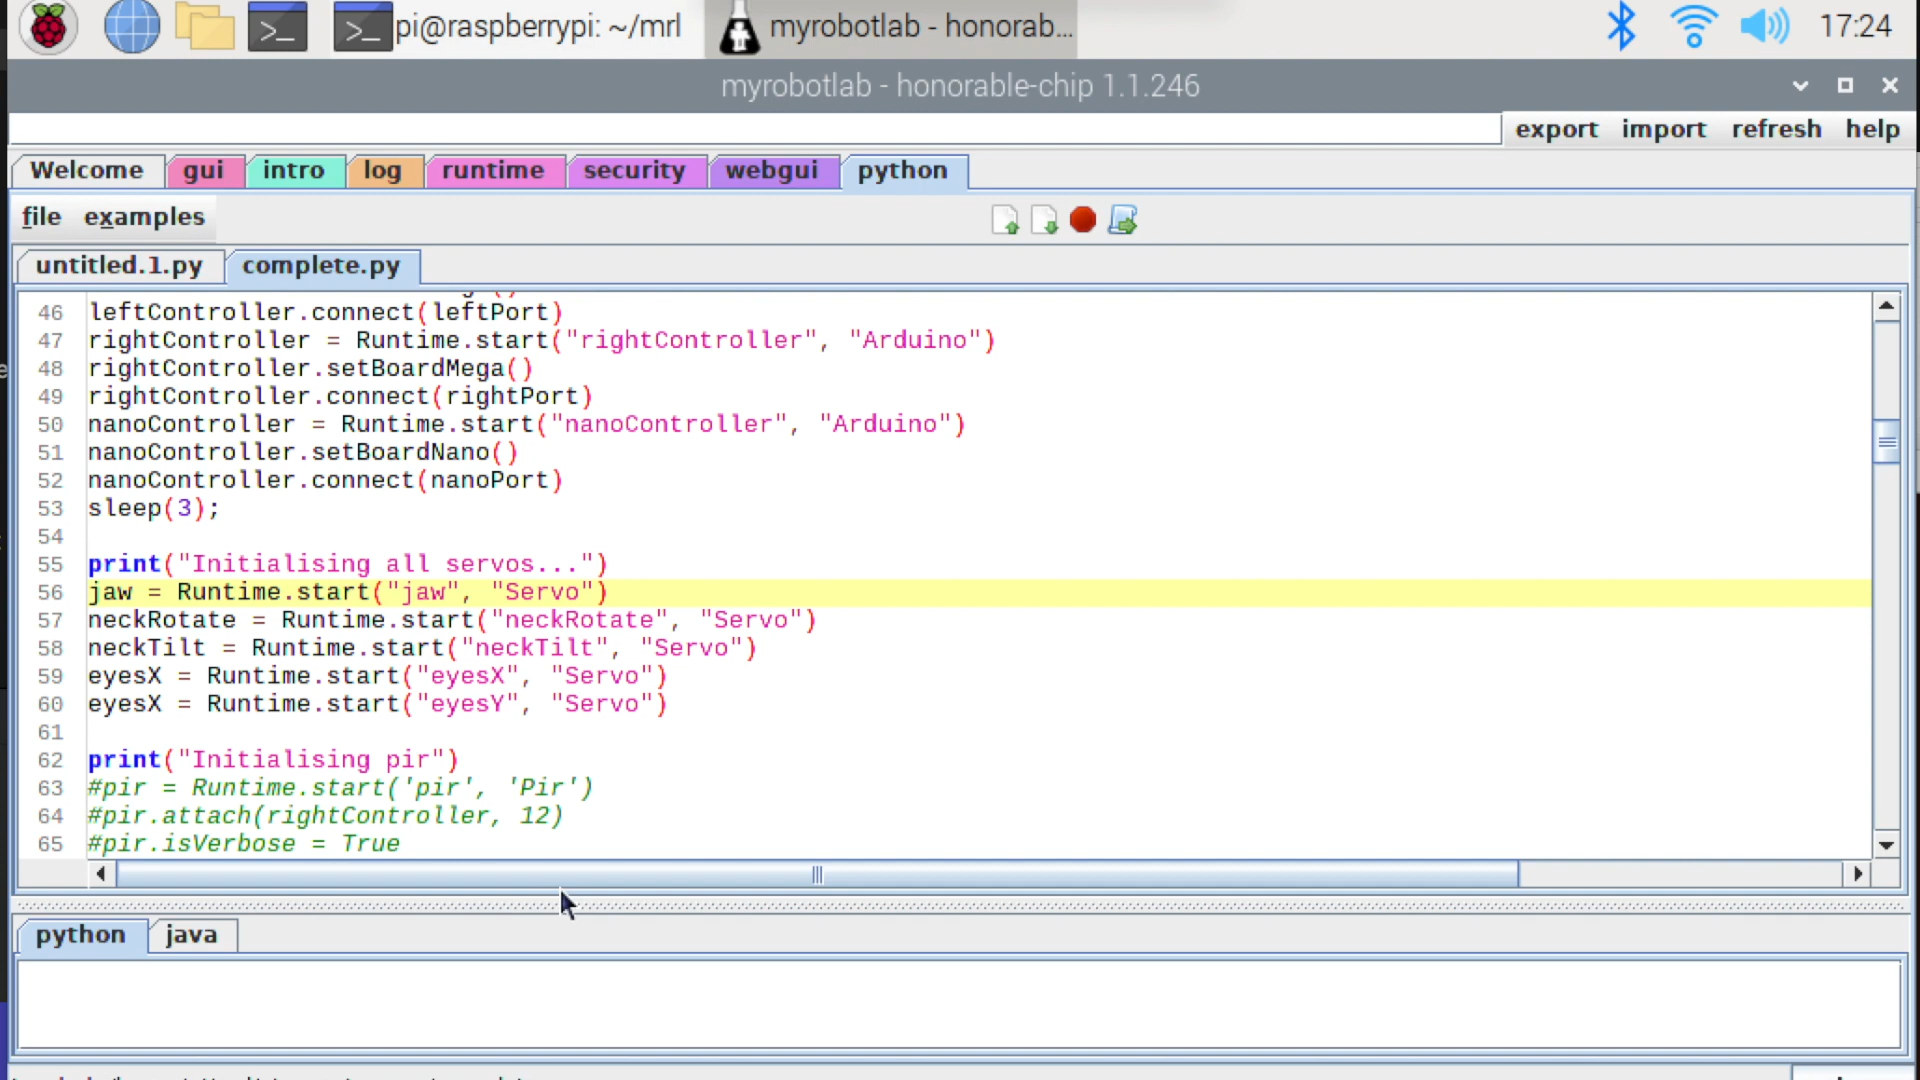 pi@raspberrypi: ~/mrl
myrobotlab - honorab...
17:24
myrobotlab - honorable-chip 1.1.246
export import refresh help
Welcome gui intro log runtime security webgui python
file examples
untitled.1.py complete.py
46 leftController.connect(leftPort)
47 rightController = Runtime.start("rightController", "Arduino")
48 rightController.setBoardMega()
49 rightController.connect(rightPort)
50 nanoController = Runtime.start("nanoController", "Arduino")
51 nanoController.setBoardNano()
52 nanoController.connect(nanoPort)
53 sleep(3);
54
55 print("Initialising all servos...")
56 jaw = Runtime.start("jaw", "Servo")
57 neckRotate = Runtime.start("neckRotate", "Servo")
58 neckTilt = Runtime.start("neckTilt", "Servo")
59 eyesX = Runtime.start("eyesX", "Servo")
60 eyesX = Runtime.start("eyesY", "Servo")
61
62 print("Initialising pir")
63 #pir = Runtime.start('pir', 'Pir')
64 #pir.attach(rightController, 12)
65 #pir.isVerbose = True
python java